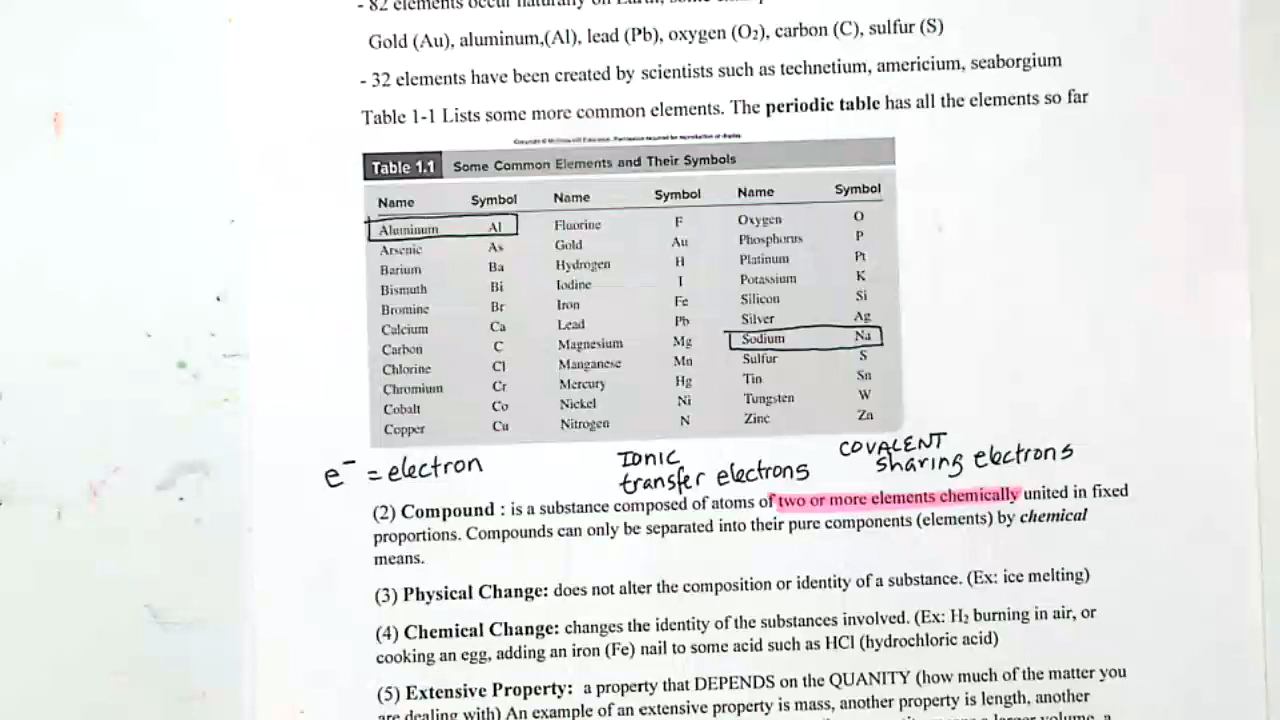 - 82 elements occur naturally on Earth, some
Gold (Au), aluminum,(Al), lead (Pb), oxygen (O₂), carbon (C), sulfur (S)
- 32 elements have been created by scientists such as technetium, americium, seaborgium
Table 1-1 Lists some more common elements. The periodic table has all the elements so far
Copyright © McGraw-Hill Education. Permission required for reproduction or display.
Table 1.1 Some Common Elements and Their Symbols
Name Symbol Name Symbol Name Symbol
Aluminum Al Fluorine F Oxygen O
Arsenic As Gold Au Phosphorus P
Barium Ba Hydrogen H Platinum Pt
Bismuth Bi Iodine I Potassium K
Bromine Br Iron Fe Silicon Si
Calcium Ca Lead Pb Silver Ag
Carbon C Magnesium Mg Sodium Na
Chlorine Cl Manganese Mn Sulfur S
Chromium Cr Mercury Hg Tin Sn
Cobalt Co Nickel Ni Tungsten W
Copper Cu Nitrogen N Zinc Zn
e⁻ = electron
IONIC
transfer electrons
COVALENT
sharing electrons
(2) Compound : is a substance composed of atoms of two or more elements chemically united in fixed
proportions. Compounds can only be separated into their pure components (elements) by chemical
means.
(3) Physical Change: does not alter the composition or identity of a substance. (Ex: ice melting)
(4) Chemical Change: changes the identity of the substances involved. (Ex: H₂ burning in air, or
cooking an egg, adding an iron (Fe) nail to some acid such as HCl (hydrochloric acid)
(5) Extensive Property: a property that DEPENDS on the QUANITY (how much of the matter you
are dealing with) An example of an extensive property is mass, another property is length, another